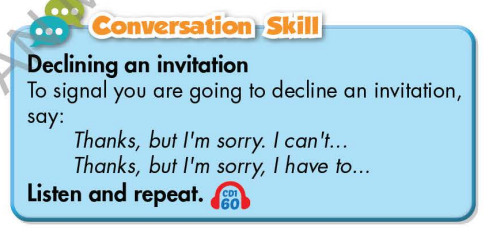 Conversation Skill
Declining an invitation
To signal you are going to decline an invitation,
say:
Thanks, but I'm sorry. I can't...
Thanks, but I'm sorry, I have to...
Listen and repeat. CD1
60